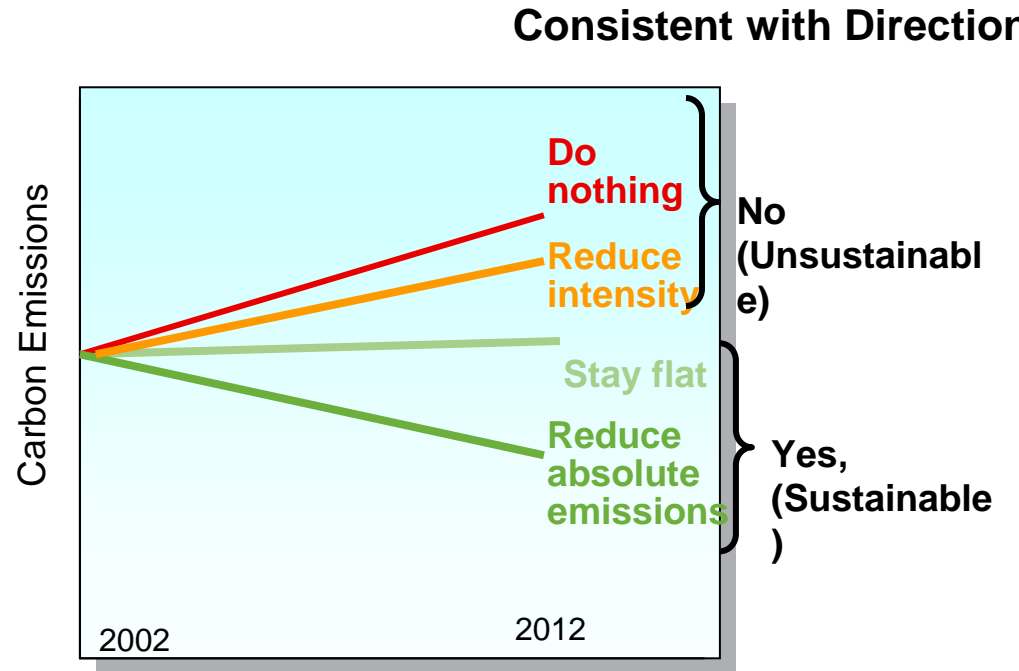 Consistent with Direction
Do
nothing
Reduce
intensity
No
(Unsustainabl
e)
Stay flat
Reduce
absolute
emissions
Yes,
(Sustainable
)
Carbon Emissions
2002
2012